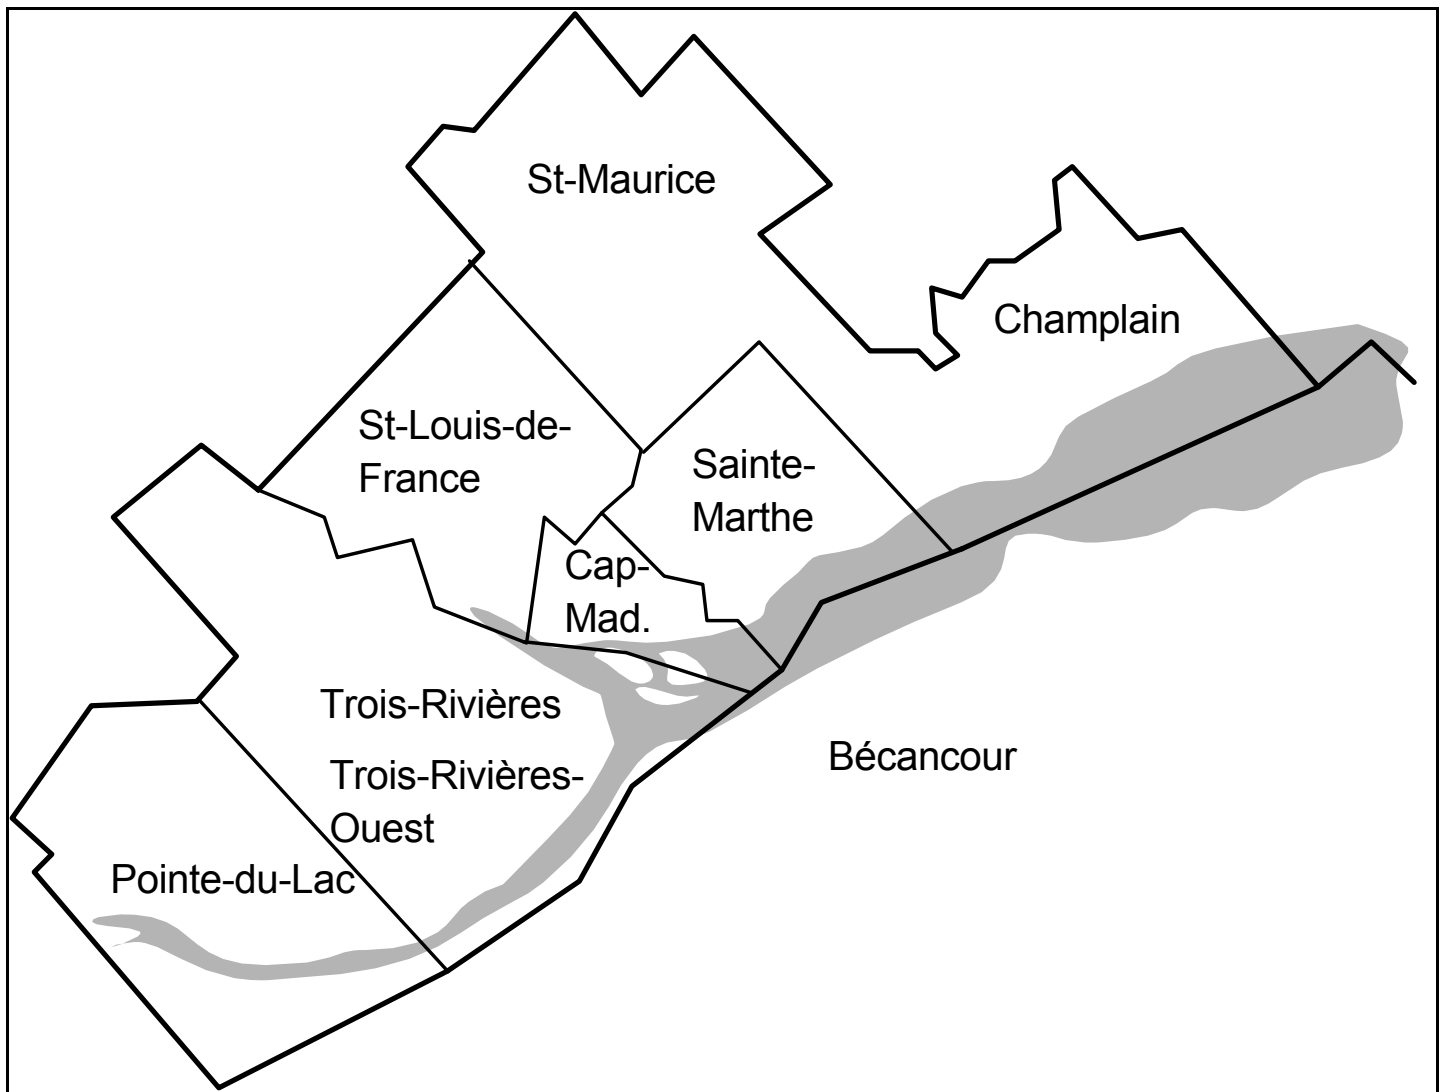 St-Maurice
Champlain
St-Louis-de-
France
Sainte-
Marthe
Cap-
Mad.
Trois-Rivières
Bécancour
Trois-Rivières-
Ouest
Pointe-du-Lac